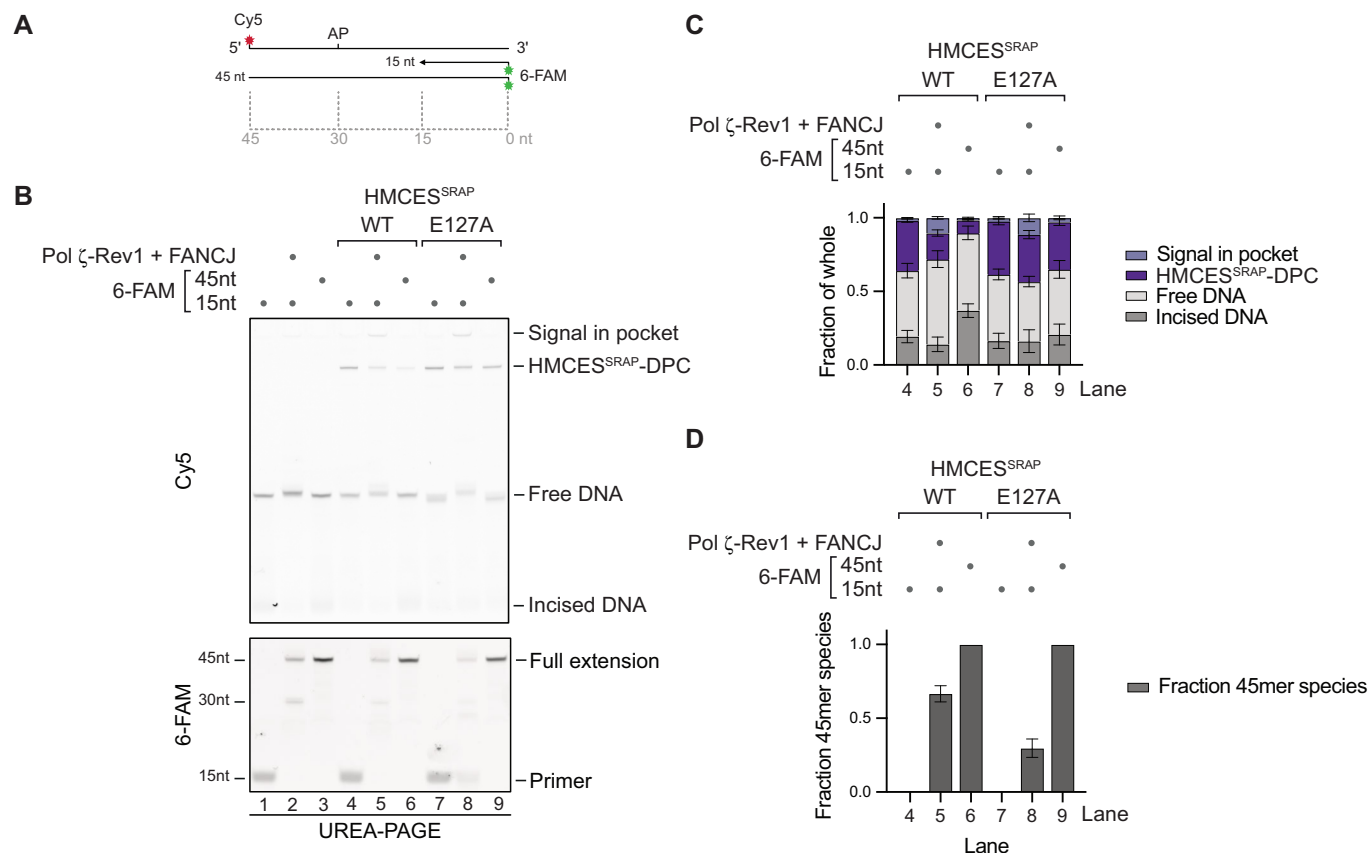 A
Cy5
AP
5'
3'
15 nt
45 nt
6-FAM
45
30
15
0 nt
B
HMCES^SRAP
WT
E127A
Pol ζ-Rev1 + FANCJ
6-FAM
45nt
15nt
Cy5
Signal in pocket
HMCES^SRAP-DPC
Free DNA
Incised DNA
6-FAM
45nt
30nt
15nt
Full extension
Primer
1 2 3 4 5 6 7 8 9
UREA-PAGE
C
HMCES^SRAP
WT
E127A
Pol ζ-Rev1 + FANCJ
6-FAM
45nt
15nt
Fraction of whole
1.0
0.5
0.0
4 5 6 7 8 9 Lane
Signal in pocket
HMCES^SRAP-DPC
Free DNA
Incised DNA
D
HMCES^SRAP
WT
E127A
Pol ζ-Rev1 + FANCJ
6-FAM
45nt
15nt
Fraction 45mer species
1.0
0.5
0.0
4 5 6 7 8 9 Lane
Lane
Fraction 45mer species